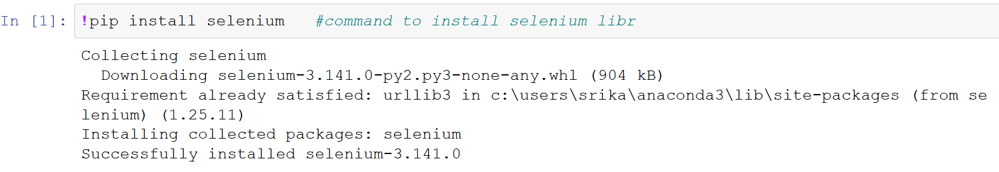 In [1]: !pip install selenium   #command to install selenium libr
Collecting selenium
  Downloading selenium-3.141.0-py2.py3-none-any.whl (904 kB)
Requirement already satisfied: urllib3 in c:\users\srika\anaconda3\lib\site-packages (from se
lenium) (1.25.11)
Installing collected packages: selenium
Successfully installed selenium-3.141.0